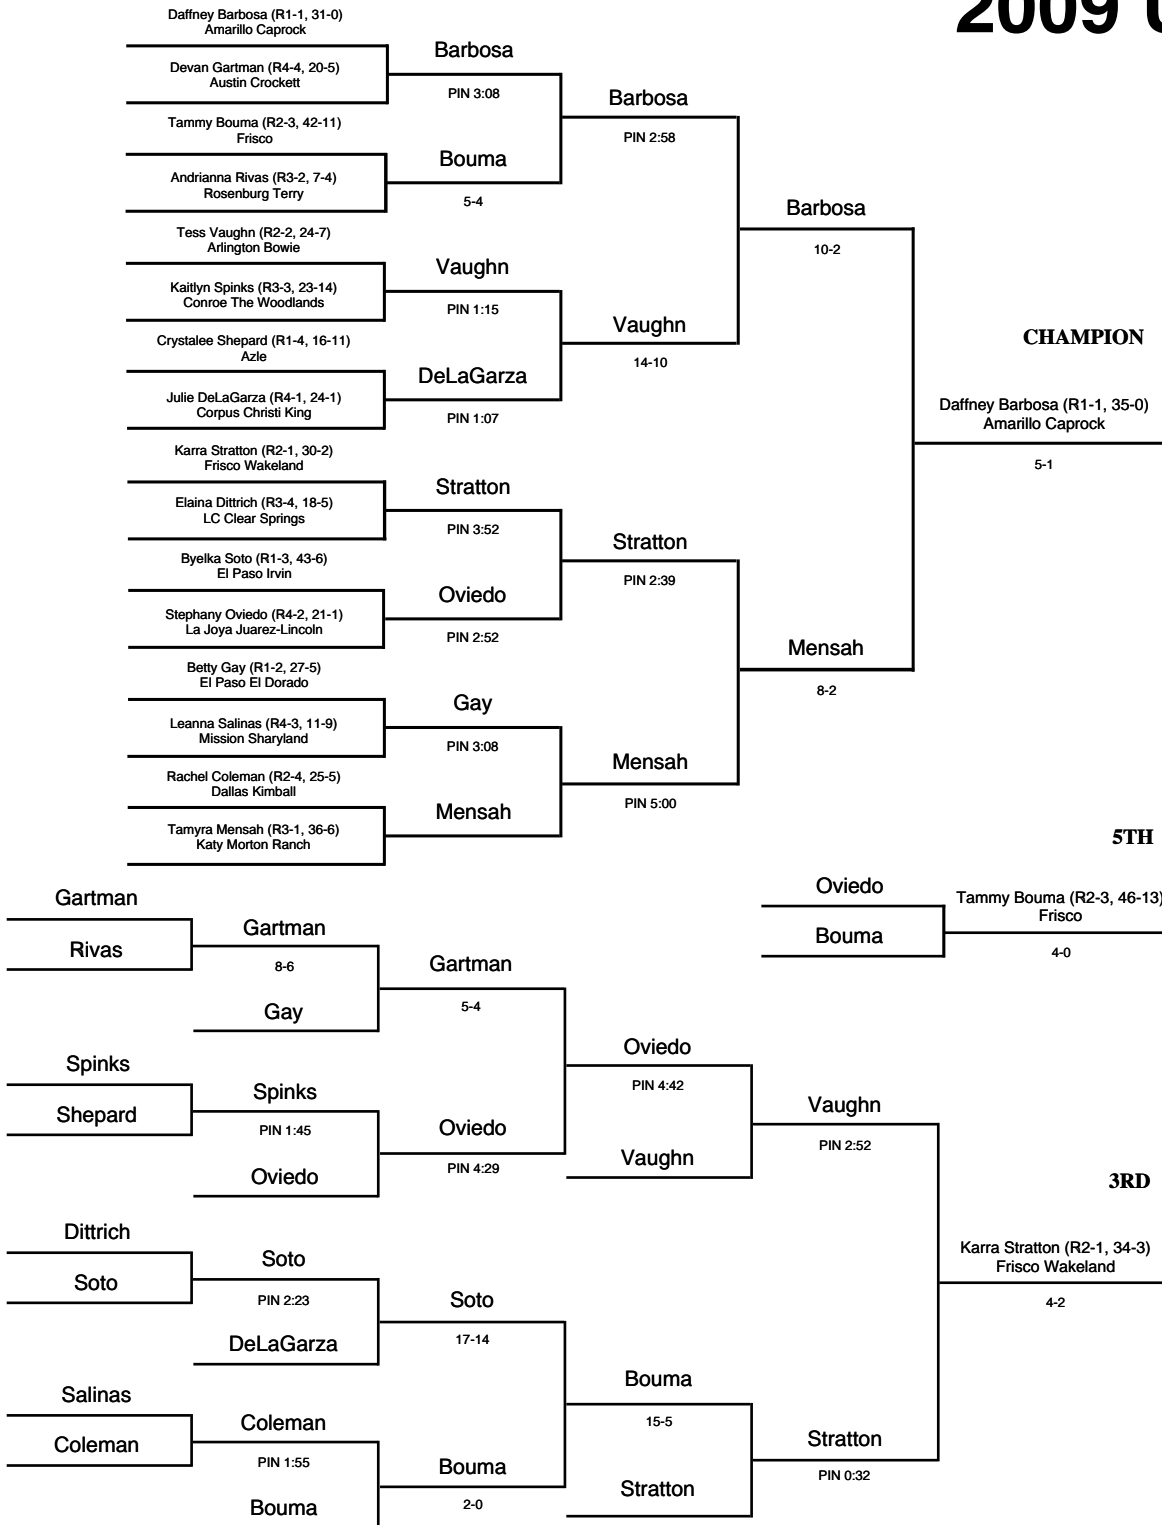 2009 U
Daffney Barbosa (R1-1, 31-0)
Amarillo Caprock
Devan Gartman (R4-4, 20-5)
Austin Crockett
Tammy Bouma (R2-3, 42-11)
Frisco
Andrianna Rivas (R3-2, 7-4)
Rosenburg Terry
Tess Vaughn (R2-2, 24-7)
Arlington Bowie
Kaitlyn Spinks (R3-3, 23-14)
Conroe The Woodlands
Crystalee Shepard (R1-4, 16-11)
Azle
Julie DeLaGarza (R4-1, 24-1)
Corpus Christi King
Karra Stratton (R2-1, 30-2)
Frisco Wakeland
Elaina Dittrich (R3-4, 18-5)
LC Clear Springs
Byelka Soto (R1-3, 43-6)
El Paso Irvin
Stephany Oviedo (R4-2, 21-1)
La Joya Juarez-Lincoln
Betty Gay (R1-2, 27-5)
El Paso El Dorado
Leanna Salinas (R4-3, 11-9)
Mission Sharyland
Rachel Coleman (R2-4, 25-5)
Dallas Kimball
Tamyra Mensah (R3-1, 36-6)
Katy Morton Ranch
Barbosa
PIN 3:08
Bouma
5-4
Vaughn
PIN 1:15
DeLaGarza
PIN 1:07
Stratton
PIN 3:52
Oviedo
PIN 2:52
Gay
PIN 3:08
Mensah
Barbosa
PIN 2:58
Vaughn
14-10
Stratton
PIN 2:39
Mensah
PIN 5:00
Barbosa
10-2
Mensah
8-2
CHAMPION
Daffney Barbosa (R1-1, 35-0)
Amarillo Caprock
5-1
5TH
Oviedo
Bouma
Tammy Bouma (R2-3, 46-13)
Frisco
4-0
Gartman
Rivas
Spinks
Shepard
Dittrich
Soto
Salinas
Coleman
Gartman
8-6
Gay
Spinks
PIN 1:45
Oviedo
Soto
PIN 2:23
DeLaGarza
Coleman
PIN 1:55
Bouma
Gartman
5-4
Oviedo
PIN 4:29
Soto
17-14
Bouma
2-0
Oviedo
PIN 4:42
Vaughn
Bouma
15-5
Stratton
Vaughn
PIN 2:52
Stratton
PIN 0:32
3RD
Karra Stratton (R2-1, 34-3)
Frisco Wakeland
4-2